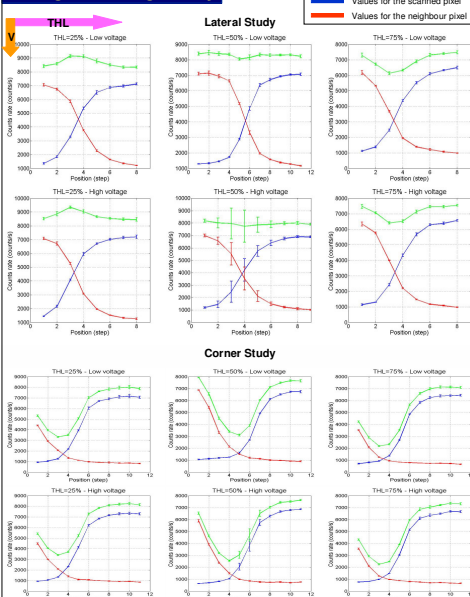 Values for the scanned pixel
Values for the neighbour pixel
THL
Lateral Study
V
THL=25% - Low voltage
THL=50% - Low voltage
THL=75% - Low voltage
Counts rate (counts/s)
Position (step)
THL=25% - High voltage
THL=50% - High voltage
THL=75% - High voltage
Counts rate (counts/s)
Position (step)
Corner Study
THL=25% - Low voltage
THL=50% - Low voltage
THL=75% - Low voltage
Counts rate (counts/s)
Position (step)
THL=25% - High voltage
THL=50% - High voltage
THL=75% - High voltage
Counts rate (counts/s)
Position (step)